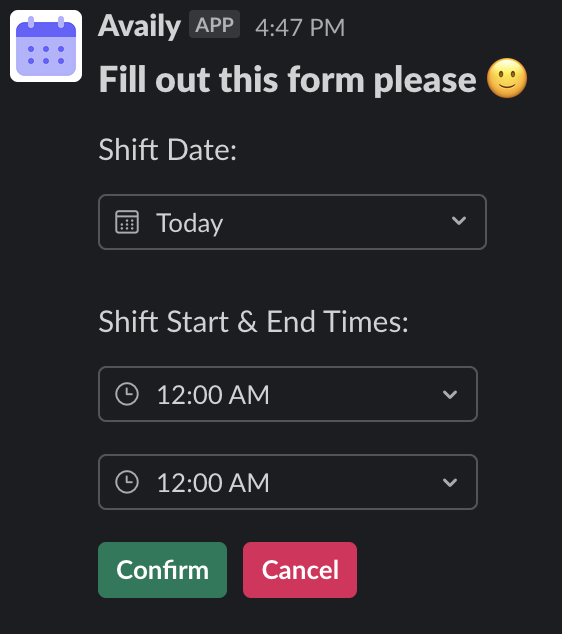 Availy APP 4:47 PM
Fill out this form please 🙂
Shift Date:
Today
Shift Start & End Times:
12:00 AM
12:00 AM
Confirm Cancel